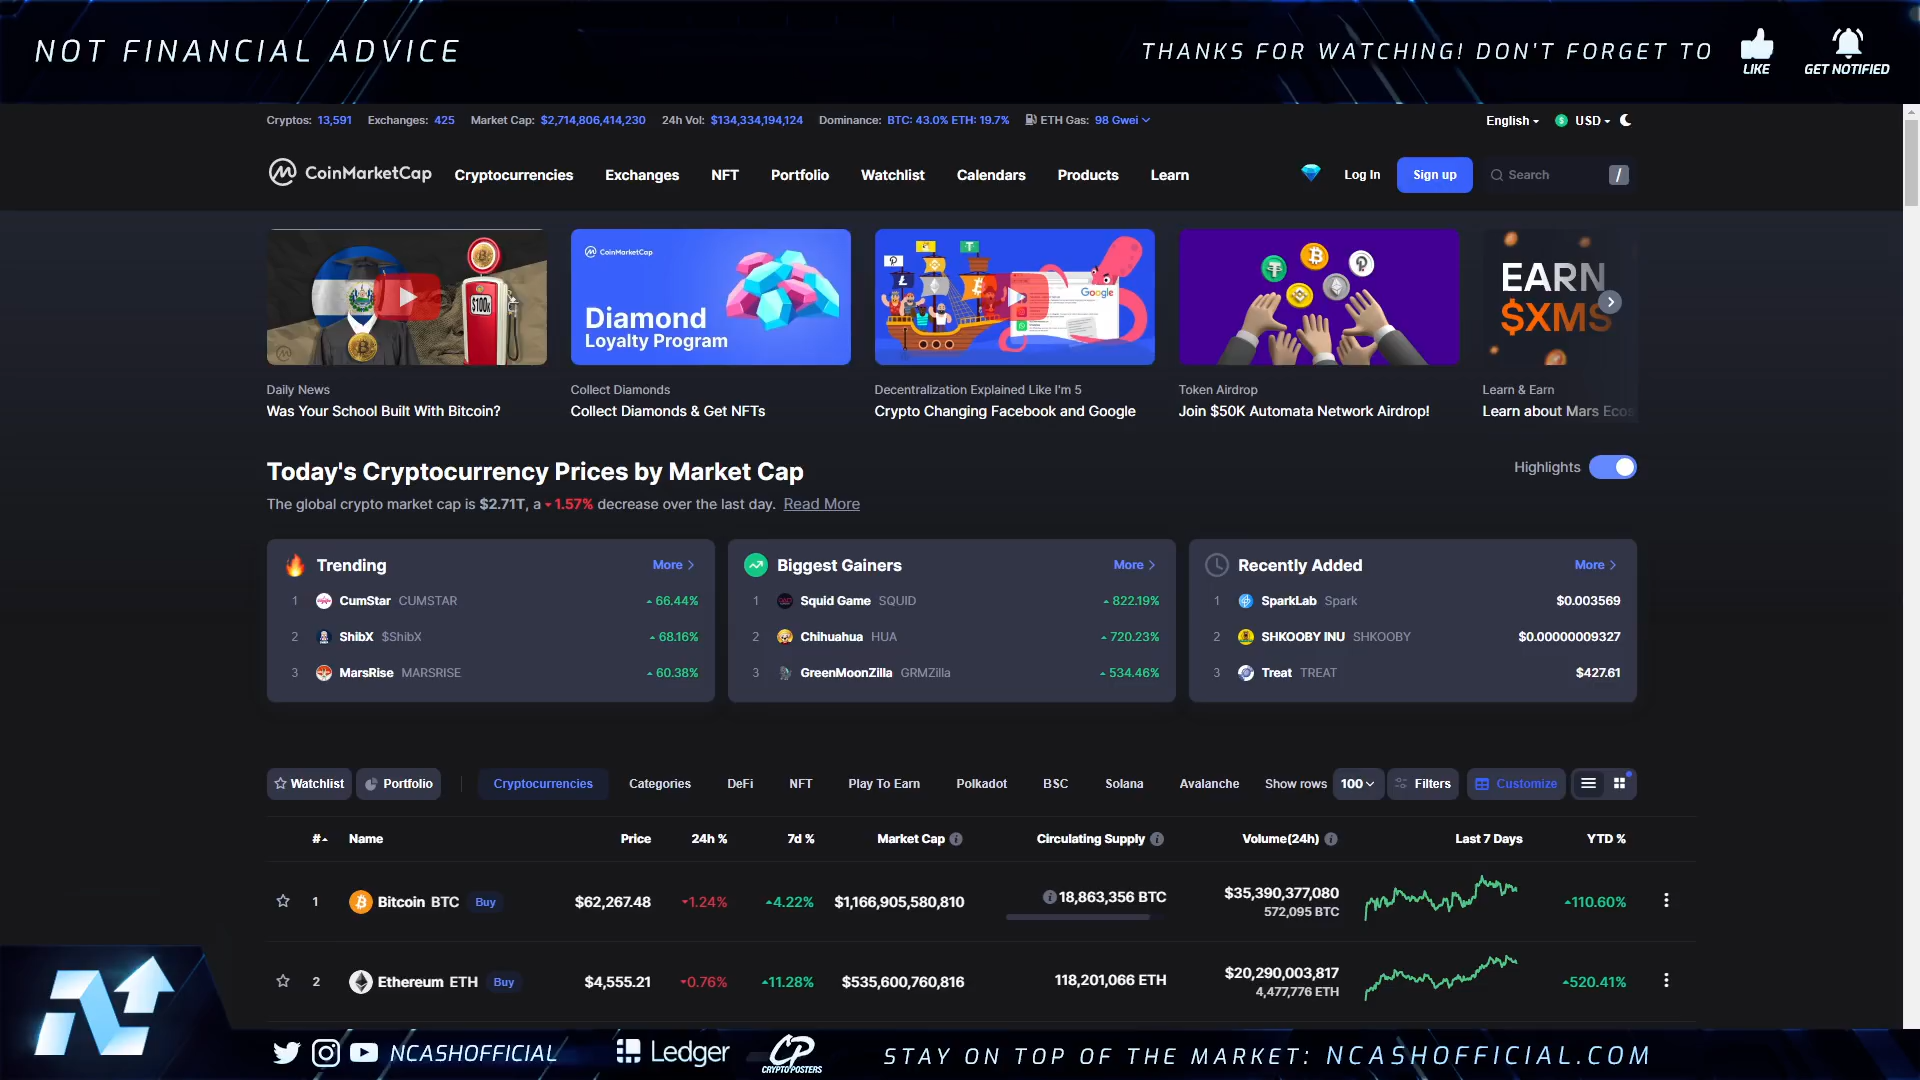 NOT FINANCIAL ADVICE
THANKS FOR WATCHING! DON'T FORGET TO
LIKE
GET NOTIFIED
Cryptos: 13,591 Exchanges: 425 Market Cap: $2,714,806,414,230 24h Vol: $134,334,194,124 Dominance: BTC: 43.0% ETH: 19.7% ETH Gas: 98 Gwei
English USD
CoinMarketCap Cryptocurrencies Exchanges NFT Portfolio Watchlist Calendars Products Learn
Log In Sign up Search /
$100K
CoinMarketCap
Diamond
Loyalty Program
Google
EARN
$XMS
Daily News
Was Your School Built With Bitcoin?
Collect Diamonds
Collect Diamonds & Get NFTs
Decentralization Explained Like I'm 5
Crypto Changing Facebook and Google
Token Airdrop
Join $50K Automata Network Airdrop!
Learn & Earn
Learn about Mars Ecos
Today's Cryptocurrency Prices by Market Cap
Highlights
The global crypto market cap is $2.71T, a 1.57% decrease over the last day. Read More
Trending More
1 CumStar CUMSTAR 66.44%
2 ShibX $ShibX 68.16%
3 MarsRise MARSRISE 60.38%
Biggest Gainers More
1 Squid Game SQUID 822.19%
2 Chihuahua HUA 720.23%
3 GreenMoonZilla GRMZilla 534.46%
Recently Added More
1 SparkLab Spark $0.003569
2 SHKOOBY INU SHKOOBY $0.00000009327
3 Treat TREAT $427.61
Watchlist Portfolio Cryptocurrencies Categories DeFi NFT Play To Earn Polkadot BSC Solana Avalanche Show rows 100 Filters Customize
# Name Price 24h % 7d % Market Cap Circulating Supply Volume(24h) Last 7 Days YTD %
1 Bitcoin BTC Buy $62,267.48 1.24% 4.22% $1,166,905,580,810 18,863,356 BTC $35,390,377,080 110.60%
572,095 BTC
2 Ethereum ETH Buy $4,555.21 0.76% 11.28% $535,600,760,816 118,201,066 ETH $20,290,003,817 520.41%
4,477,776 ETH
NCASHOFFICIAL
Ledger
CP
CRYPTOPOSTERS
STAY ON TOP OF THE MARKET: NCASHOFFICIAL.COM